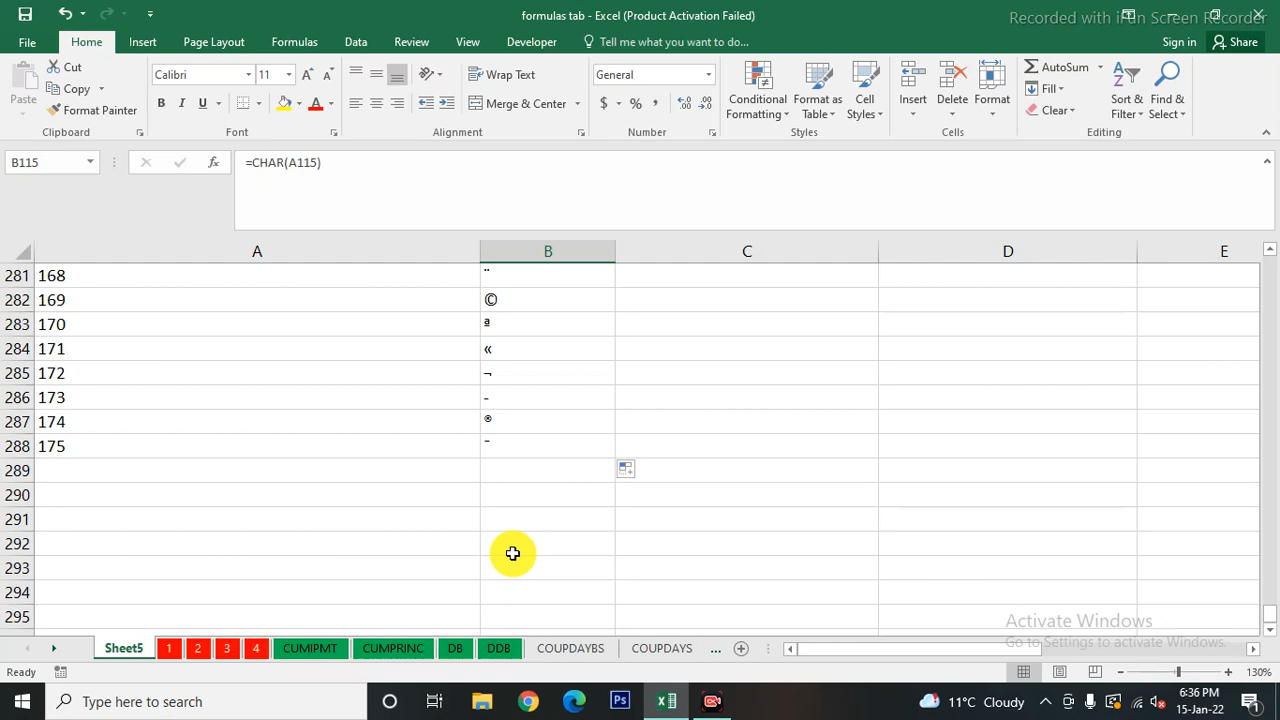 formulas tab - Excel (Product Activation Failed)
Recorded with iFun Screen Recorder
File Home Insert Page Layout Formulas Data Review View Developer Tell me what you want to do... Sign in Share
Paste
Cut
Copy
Format Painter
Clipboard
Calibri 11
B I U A
Font
Wrap Text
Merge & Center
Alignment
General
$ % ,
Number
Conditional Formatting
Format as Table
Cell Styles
Styles
Insert
Delete
Format
Cells
AutoSum
Fill
Clear
Sort & Filter
Find & Select
Editing
B115 fx =CHAR(A115)
A B C D E
281 168 ¨
282 169 ©
283 170 ª
284 171 «
285 172 ¬
286 173 -
287 174 ®
288 175 ¯
289
290
291
292
293
294
295
Activate Windows
Go to Settings to activate Windows.
Sheet5 1 2 3 4 CUMIPMT CUMPRINC DB DDB COUPDAYBS COUPDAYS ...
Ready 130%
Type here to search
Ps
11°C Cloudy
6:36 PM
15-Jan-22
1